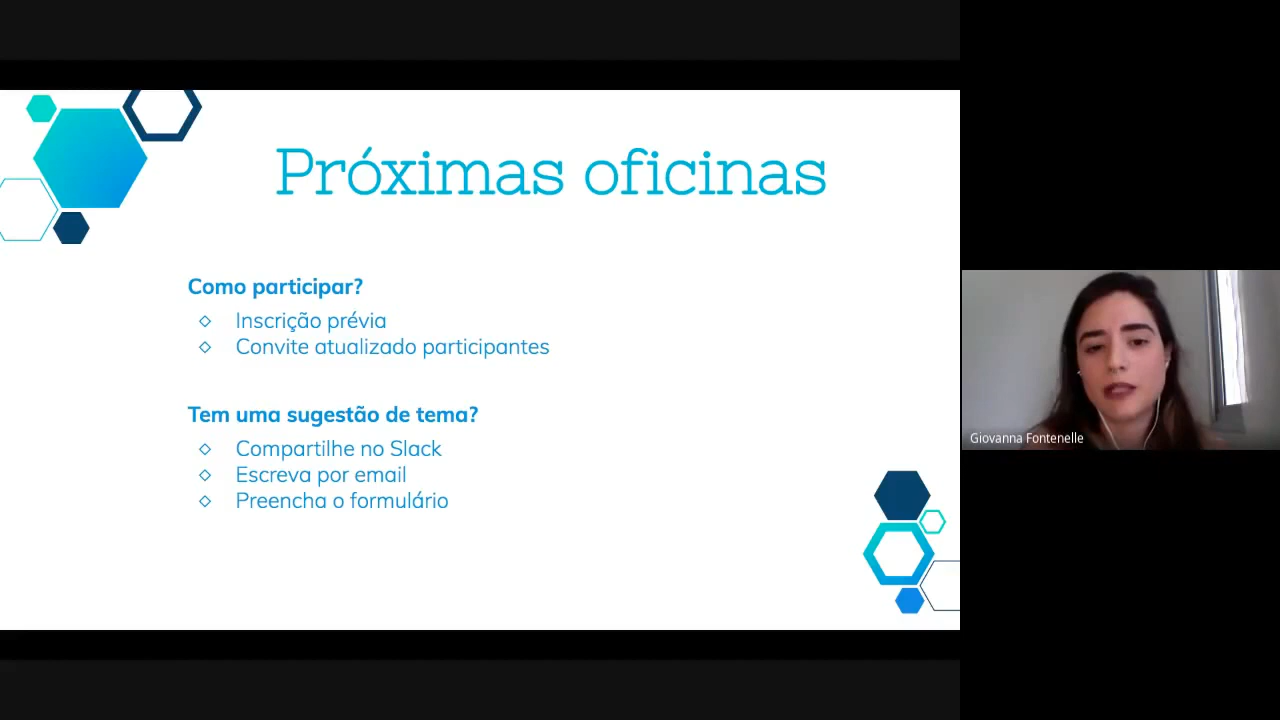 Próximas oficinas
Como participar?
Inscrição prévia
Convite atualizado participantes
Tem uma sugestão de tema?
Compartilhe no Slack
Escreva por email
Preencha o formulário
Giovanna Fontenelle